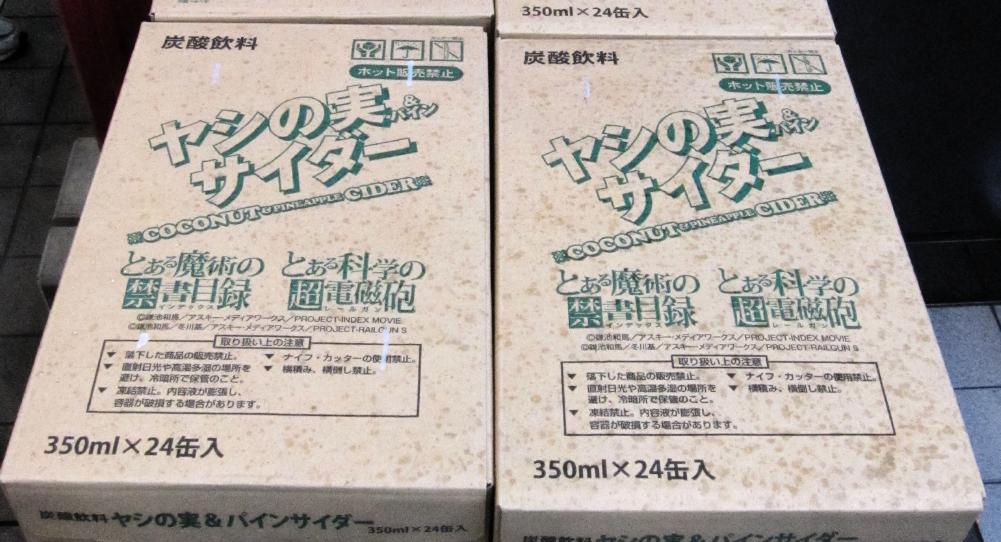 350ml×24缶入
炭酸飲料
ホット販売禁止
ヤシの実&パイン
サイダー
COCONUT&PINEAPPLE CIDER
とある魔術の
禁書目録
インデックス
とある科学の
超電磁砲
レールガン
©鎌池和馬/アスキー・メディアワークス/PROJECT-INDEX MOVIE
©鎌池和馬/冬川基/アスキー・メディアワークス/PROJECT-RAILGUN S
取り扱い上の注意
▼ 落下した商品の販売禁止。
▼ 直射日光や高温多湿の場所を
避け、冷暗所で保管のこと。
▼ 凍結禁止。内容液が膨張し、
容器が破損する場合があります。
▼ ナイフ・カッターの使用禁止。
▼ 横積み、横倒し禁止。
350ml×24缶入
炭酸飲料 ヤシの実&パインサイダー 350ml×24缶入
炭酸飲料
ホット販売禁止
ヤシの実&パイン
サイダー
COCONUT&PINEAPPLE CIDER
とある魔術の
禁書目録
インデックス
とある科学の
超電磁砲
レールガン
©鎌池和馬/アスキー・メディアワークス/PROJECT-INDEX MOVIE
©鎌池和馬/冬川基/アスキー・メディアワークス/PROJECT-RAILGUN S
取り扱い上の注意
▼ 落下した商品の販売禁止。
▼ 直射日光や高温多湿の場所を
避け、冷暗所で保管のこと。
▼ 凍結禁止。内容液が膨張し、
容器が破損する場合があります。
▼ ナイフ・カッターの使用禁止。
▼ 横積み、横倒し禁止。
350ml×24缶入
炭酸飲料 ヤシの実&パインサイダー